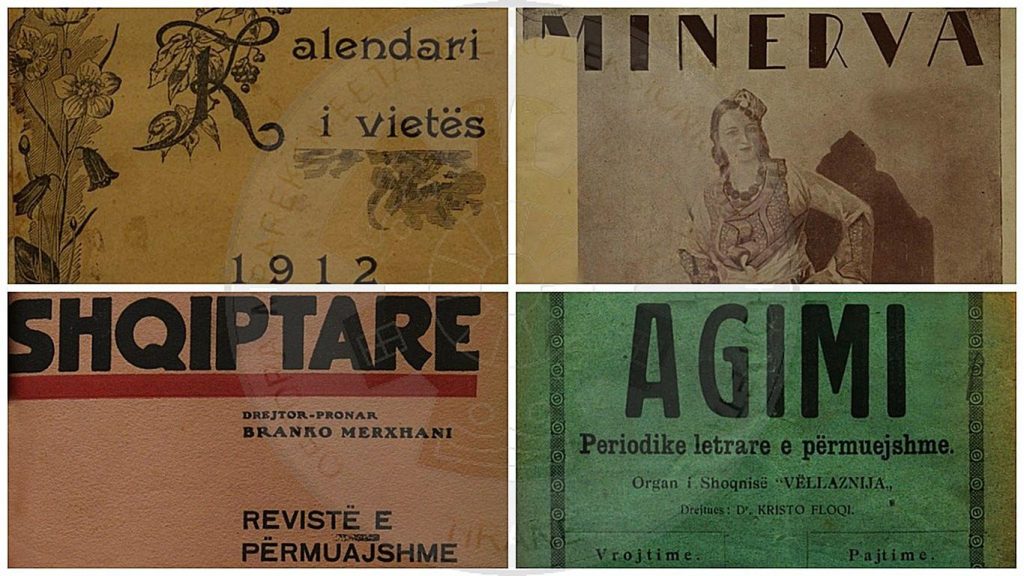 Kalendari
i vietës
1912
MINERVA
SHQIPTARE
DREJTOR-PRONAR
BRANKO MERXHANI
REVISTË E
PËRMUAJSHME
AGIMI
Periodike letrare e përmuejshme.
Organ i Shoqnisë “VËLLAZNIJA„
Drejtues: Dr. KRISTO FLOQI.
Vrojtime.
Pajtime.